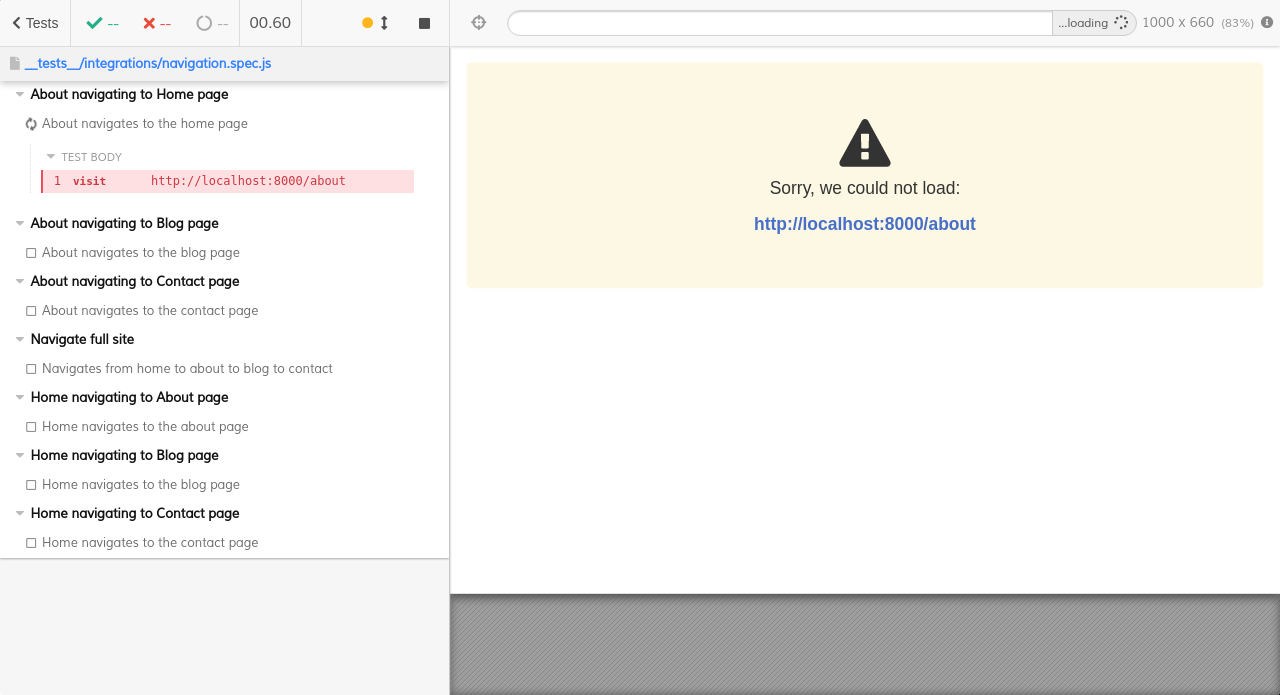 Tests -- -- -- 00.60
...loading 1000 x 660 (83%)
__tests__/integrations/navigation.spec.js
About navigating to Home page
About navigates to the home page
TEST BODY
1 visit http://localhost:8000/about
About navigating to Blog page
About navigates to the blog page
About navigating to Contact page
About navigates to the contact page
Navigate full site
Navigates from home to about to blog to contact
Home navigating to About page
Home navigates to the about page
Home navigating to Blog page
Home navigates to the blog page
Home navigating to Contact page
Home navigates to the contact page
Sorry, we could not load:
http://localhost:8000/about